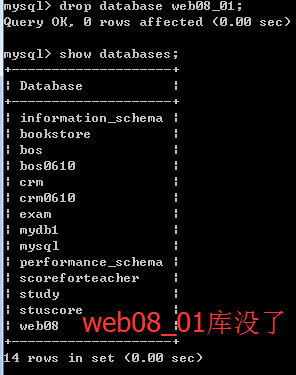 mysql> drop database web08_01;
Query OK, 0 rows affected (0.00 sec)
mysql> show databases;
+--------------------+
| Database           |
+--------------------+
| information_schema |
| bookstore          |
| bos                |
| bos0610            |
| crm                |
| crm0610            |
| exam               |
| mydb1              |
| mysql              |
| performance_schema |
| scoreforteacher    |
| study              |
| stuscore           |
| web08              |
web08_01库没了
+--------------------+
14 rows in set (0.00 sec)